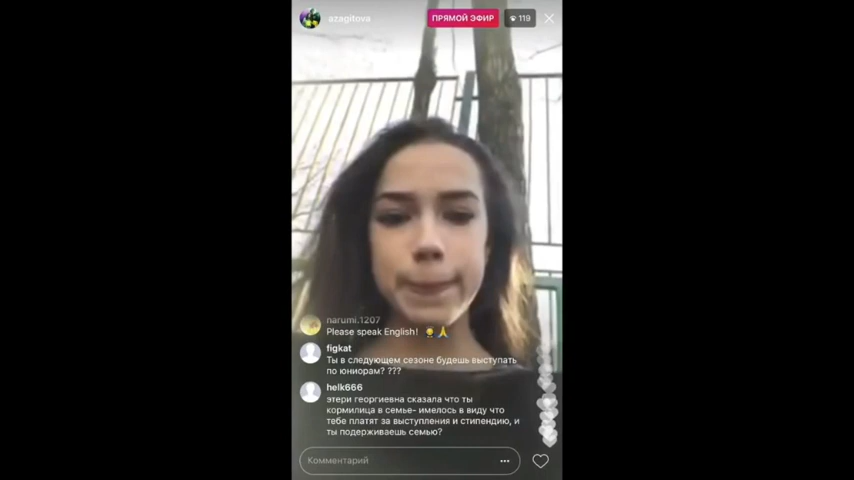 azagitova
ПРЯМОЙ ЭФИР
119
narumi.1207
Please speak English!
figkat
Ты в следующем сезоне будешь выступать
по юниорам? ???
helk666
этери георгиевна сказала что ты
кормилица в семье- имелось в виду что
тебе платят за выступления и стипендию, и
ты подерживаешь семью?
Комментарий